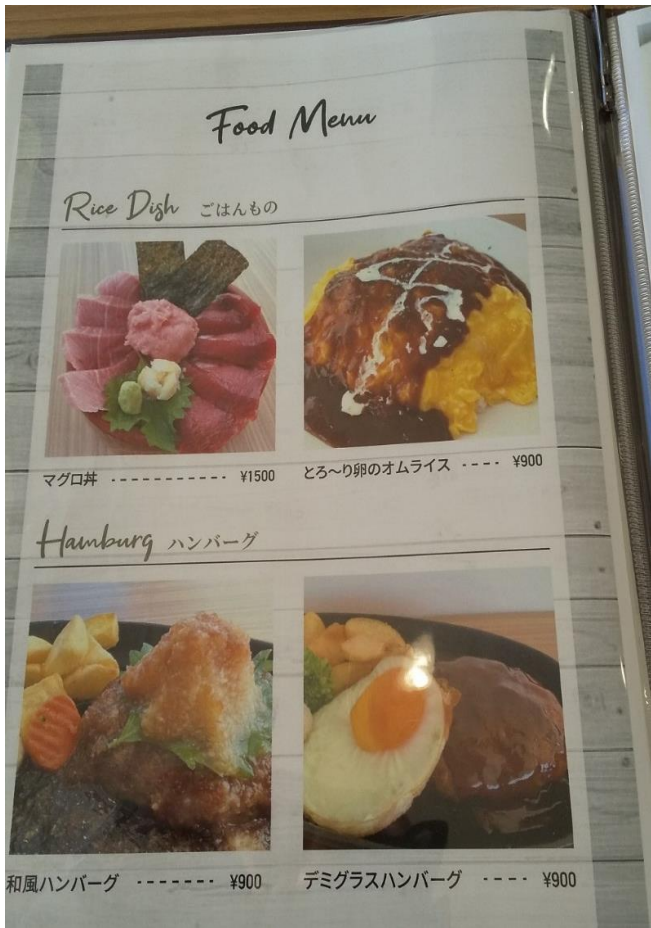 Food Menu
Rice Dish ごはんもの
マグロ丼 ----------- ¥1500
とろ～り卵のオムライス ---- ¥900
Hamburg ハンバーグ
和風ハンバーグ ------- ¥900
デミグラスハンバーグ ---- ¥900